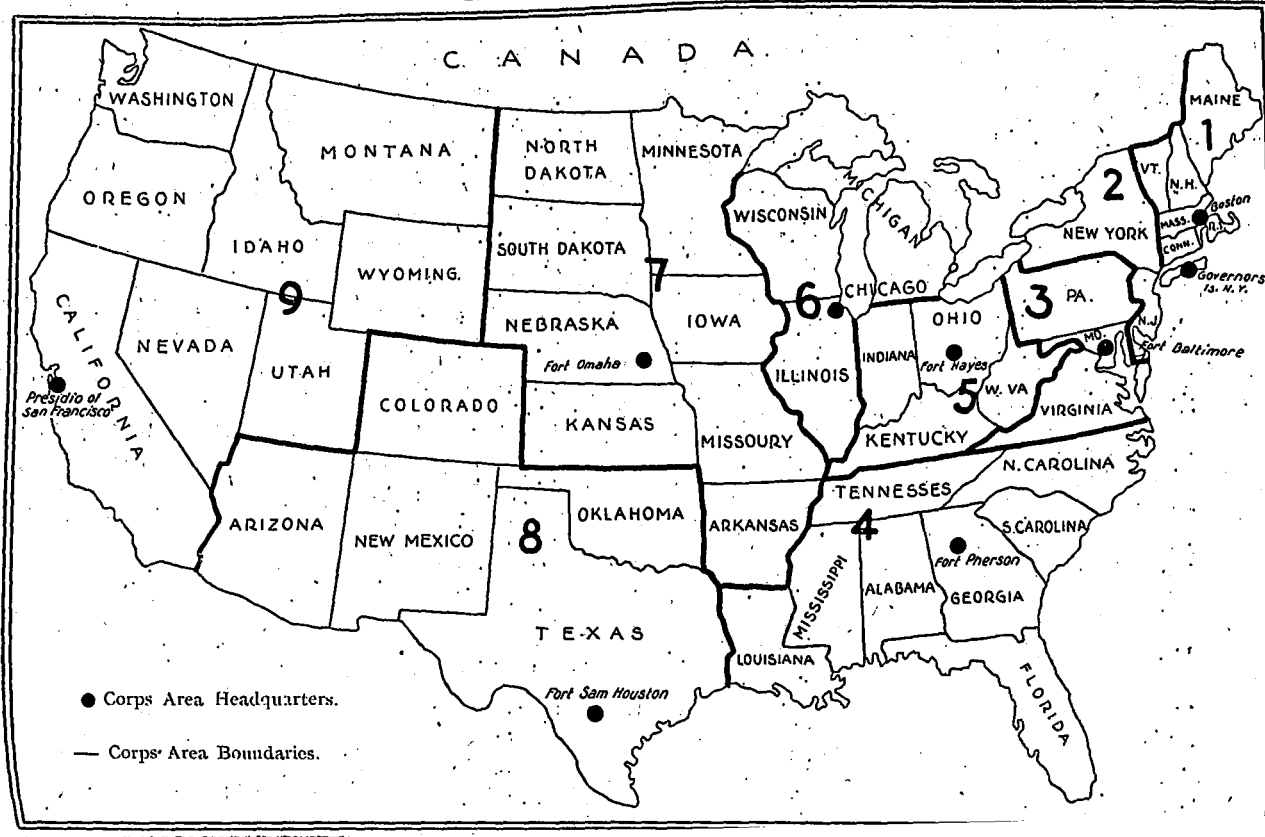 CANADA
WASHINGTON
MAINE
1
MONTANA
NORTH
DAKOTA
MINNESOTA
VT.
2
N.H.
OREGON
MICHIGAN
WISCONSIN
MASS.
Boston
R.I.
NEW YORK
CONN.
IDAHO
SOUTH DAKOTA
WYOMING.
7
Governors
Is. N.Y.
9
6
CHICAGO
3
PA.
CALIFORNIA
NEBRASKA
IOWA
OHIO
N.J.
NEVADA
MD.
Fort Baltimore
Fort Omaha
INDIANA
Fort Hayes
UTAH
ILLINOIS
Presidio of
San Francisco
COLORADO
5
W. VA
VIRGINIA
KANSAS
MISSOURY
KENTUCKY
N. CAROLINA
TENNESSES
ARIZONA
NEW MEXICO
8
OKLAHOMA
ARKANSAS
4
S. CAROLINA
Fort Pherson
MISSISSIPPI
ALABAMA
GEORGIA
TEXAS
LOUISIANA
FLORIDA
Fort Sam Houston
Corps Area Headquarters.
Corps Area Boundaries.